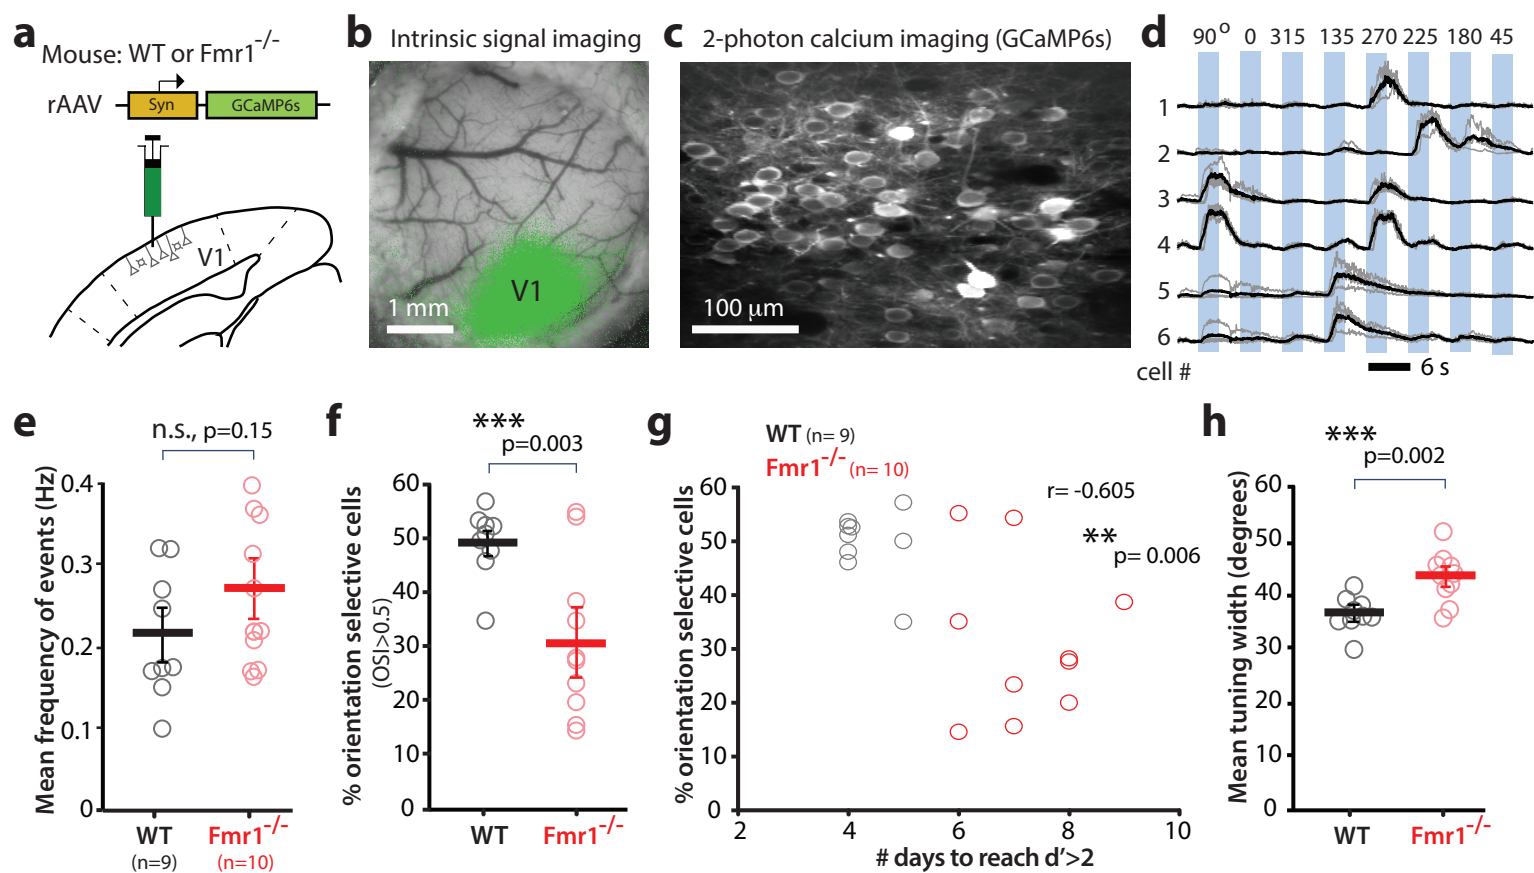 a
Mouse: WT or Fmr1-/-
rAAV
Syn
GCaMP6s
V1
b
Intrinsic signal imaging
V1
1 mm
c
2-photon calcium imaging (GCaMP6s)
100 µm
d
90° 0 315 135 270 225 180 45
1
2
3
4
5
6
cell #
6 s
e
n.s., p=0.15
Mean frequency of events (Hz)
0.4
0.3
0.2
0.1
0
WT
(n=9)
Fmr1-/-
(n=10)
f
***
p=0.003
% orientation selective cells
(OSI>0.5)
60
50
40
30
20
10
0
WT
Fmr1-/-
g
WT (n= 9)
Fmr1-/- (n= 10)
r= -0.605
**
p= 0.006
% orientation selective cells
60
50
40
30
20
10
0
2 4 6 8 10
# days to reach d'>2
h
***
p=0.002
Mean tuning width (degrees)
60
50
40
30
20
10
0
WT
Fmr1-/-